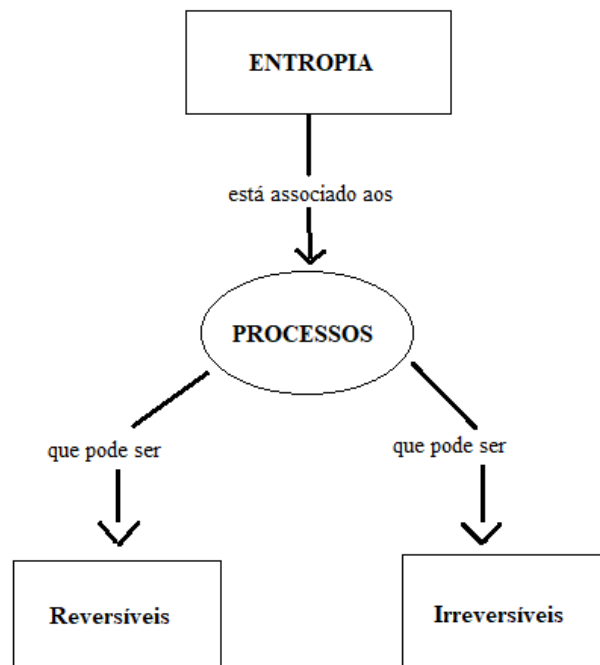 ENTROPIA
está associado aos
PROCESSOS
que pode ser
que pode ser
Reversíveis
Irreversíveis